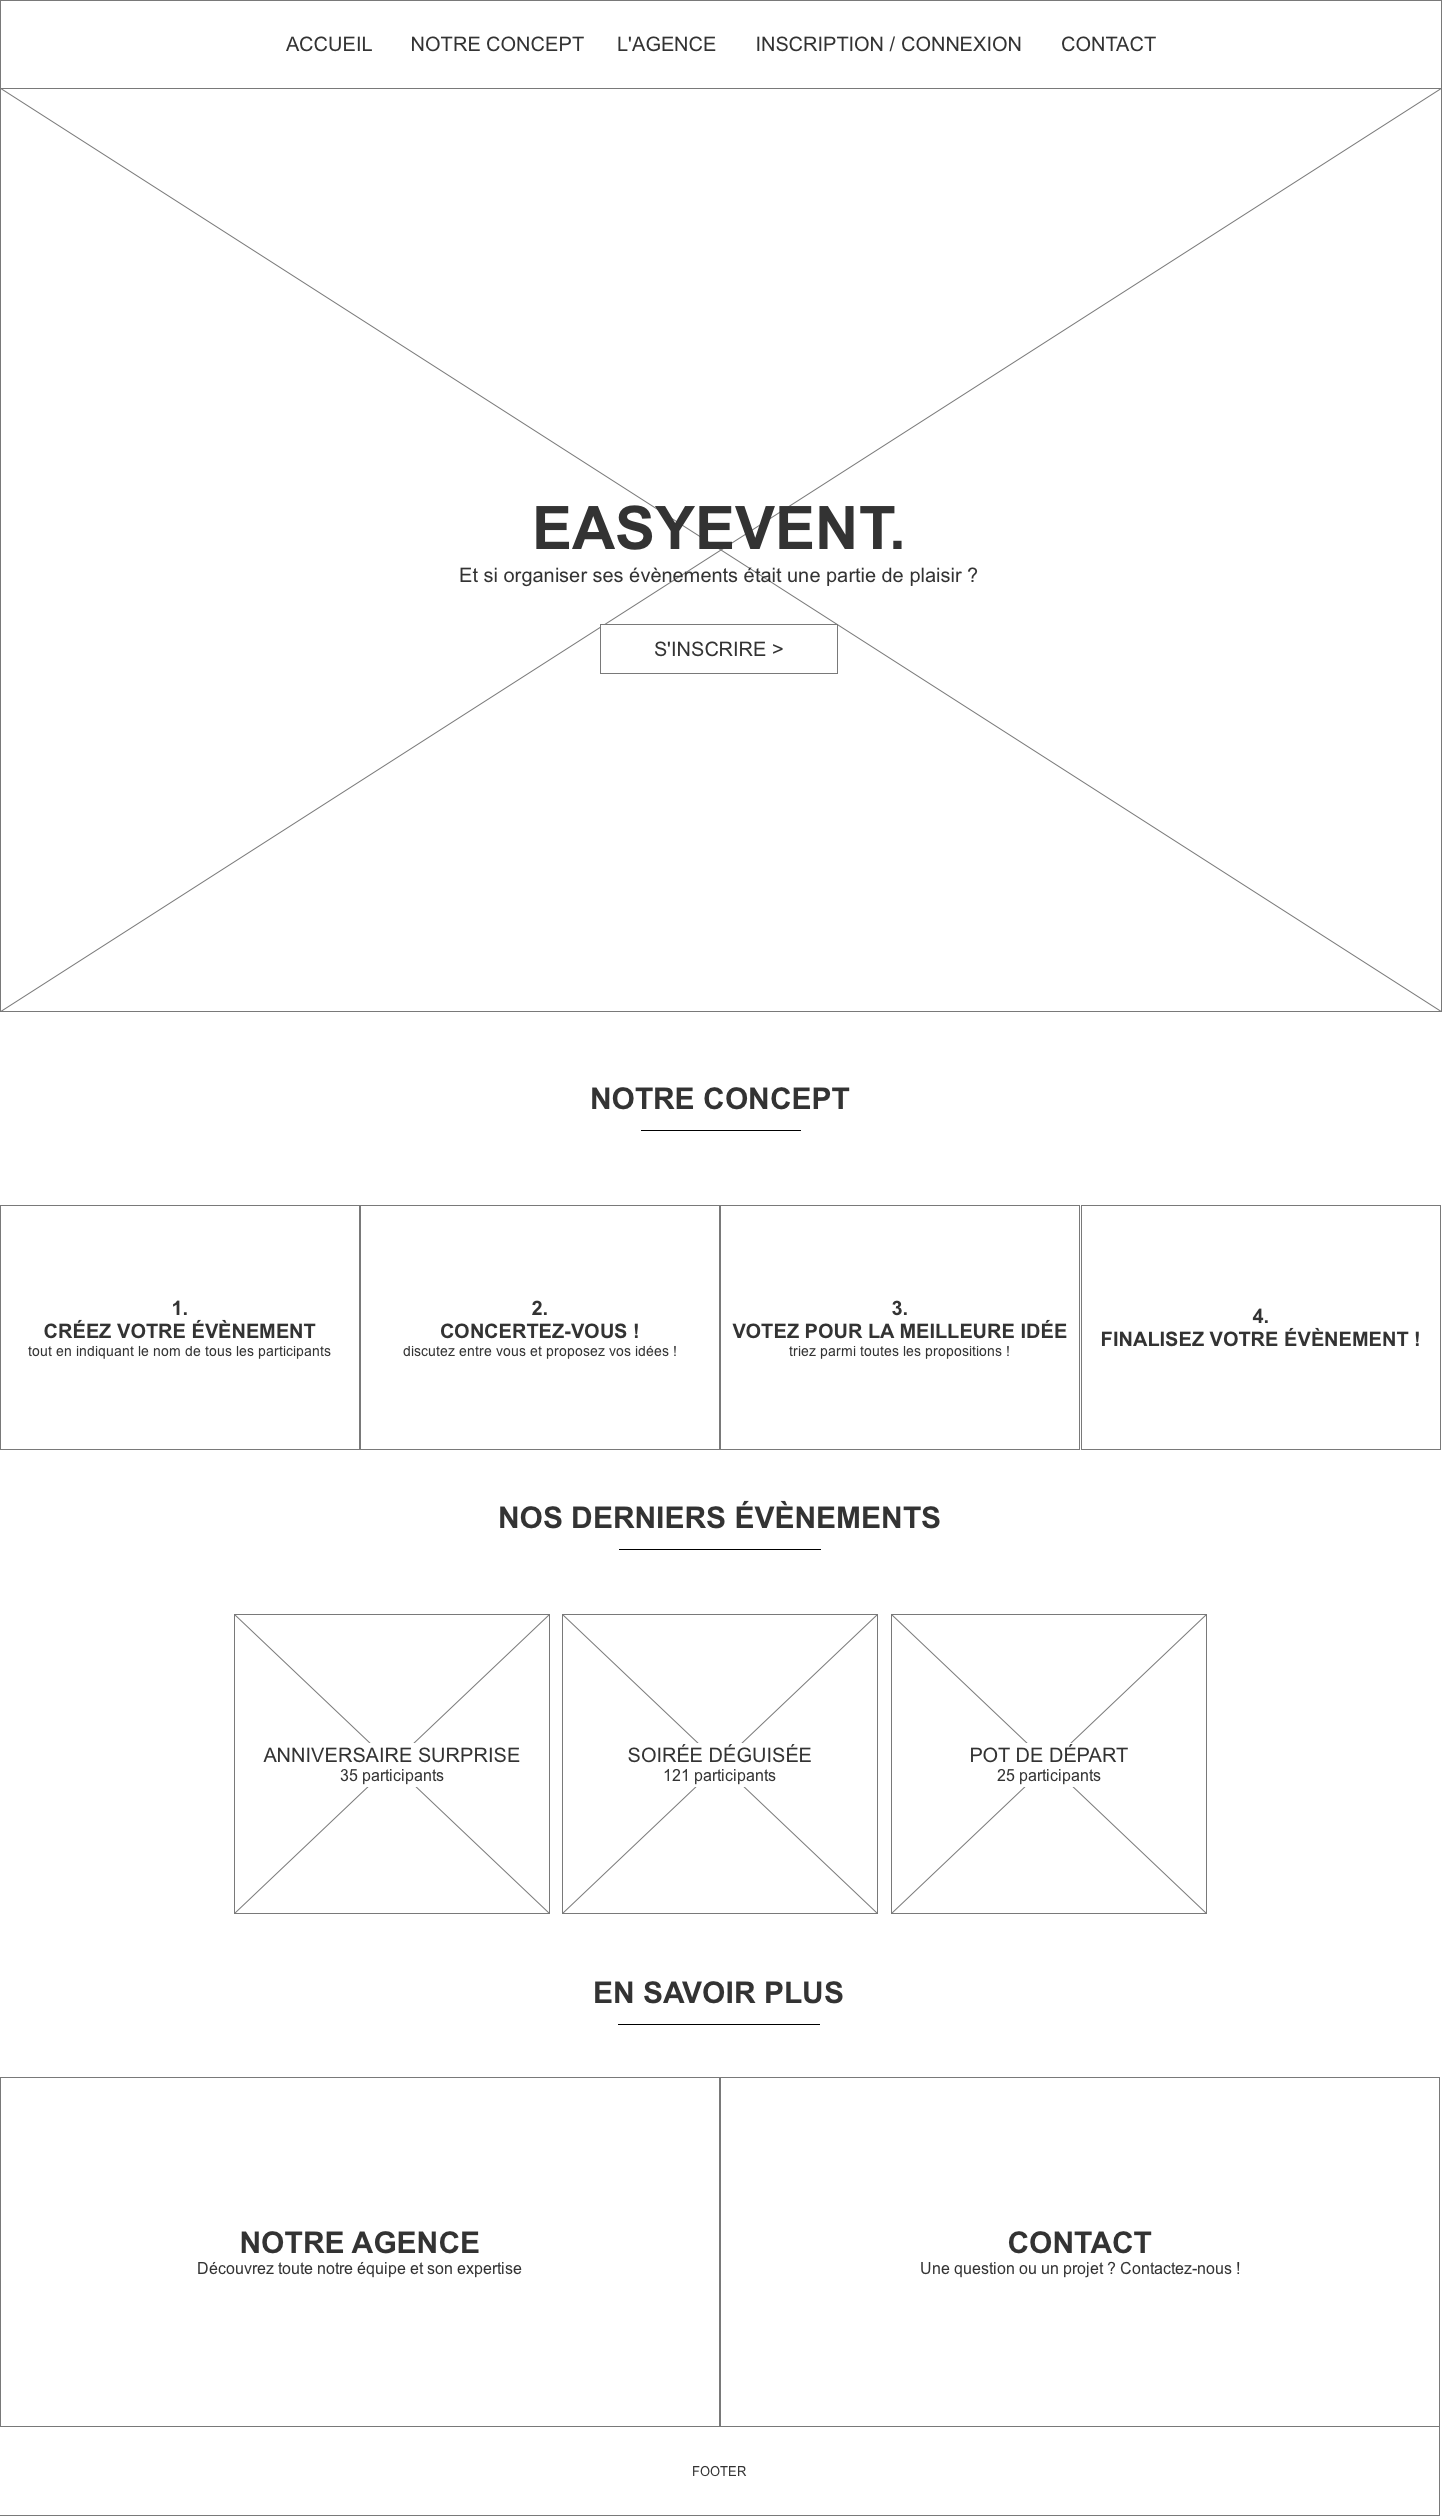 ACCUEIL NOTRE CONCEPT L'AGENCE INSCRIPTION / CONNEXION CONTACT
EASYEVENT.
Et si organiser ses évènements était une partie de plaisir ?
S'INSCRIRE >
NOTRE CONCEPT
1.
CRÉEZ VOTRE ÉVÈNEMENT
tout en indiquant le nom de tous les participants
2.
CONCERTEZ-VOUS !
discutez entre vous et proposez vos idées !
3.
VOTEZ POUR LA MEILLEURE IDÉE
triez parmi toutes les propositions !
4.
FINALISEZ VOTRE ÉVÈNEMENT !
NOS DERNIERS ÉVÈNEMENTS
ANNIVERSAIRE SURPRISE
35 participants
SOIRÉE DÉGUISÉE
121 participants
POT DE DÉPART
25 participants
EN SAVOIR PLUS
NOTRE AGENCE
Découvrez toute notre équipe et son expertise
CONTACT
Une question ou un projet ? Contactez-nous !
FOOTER